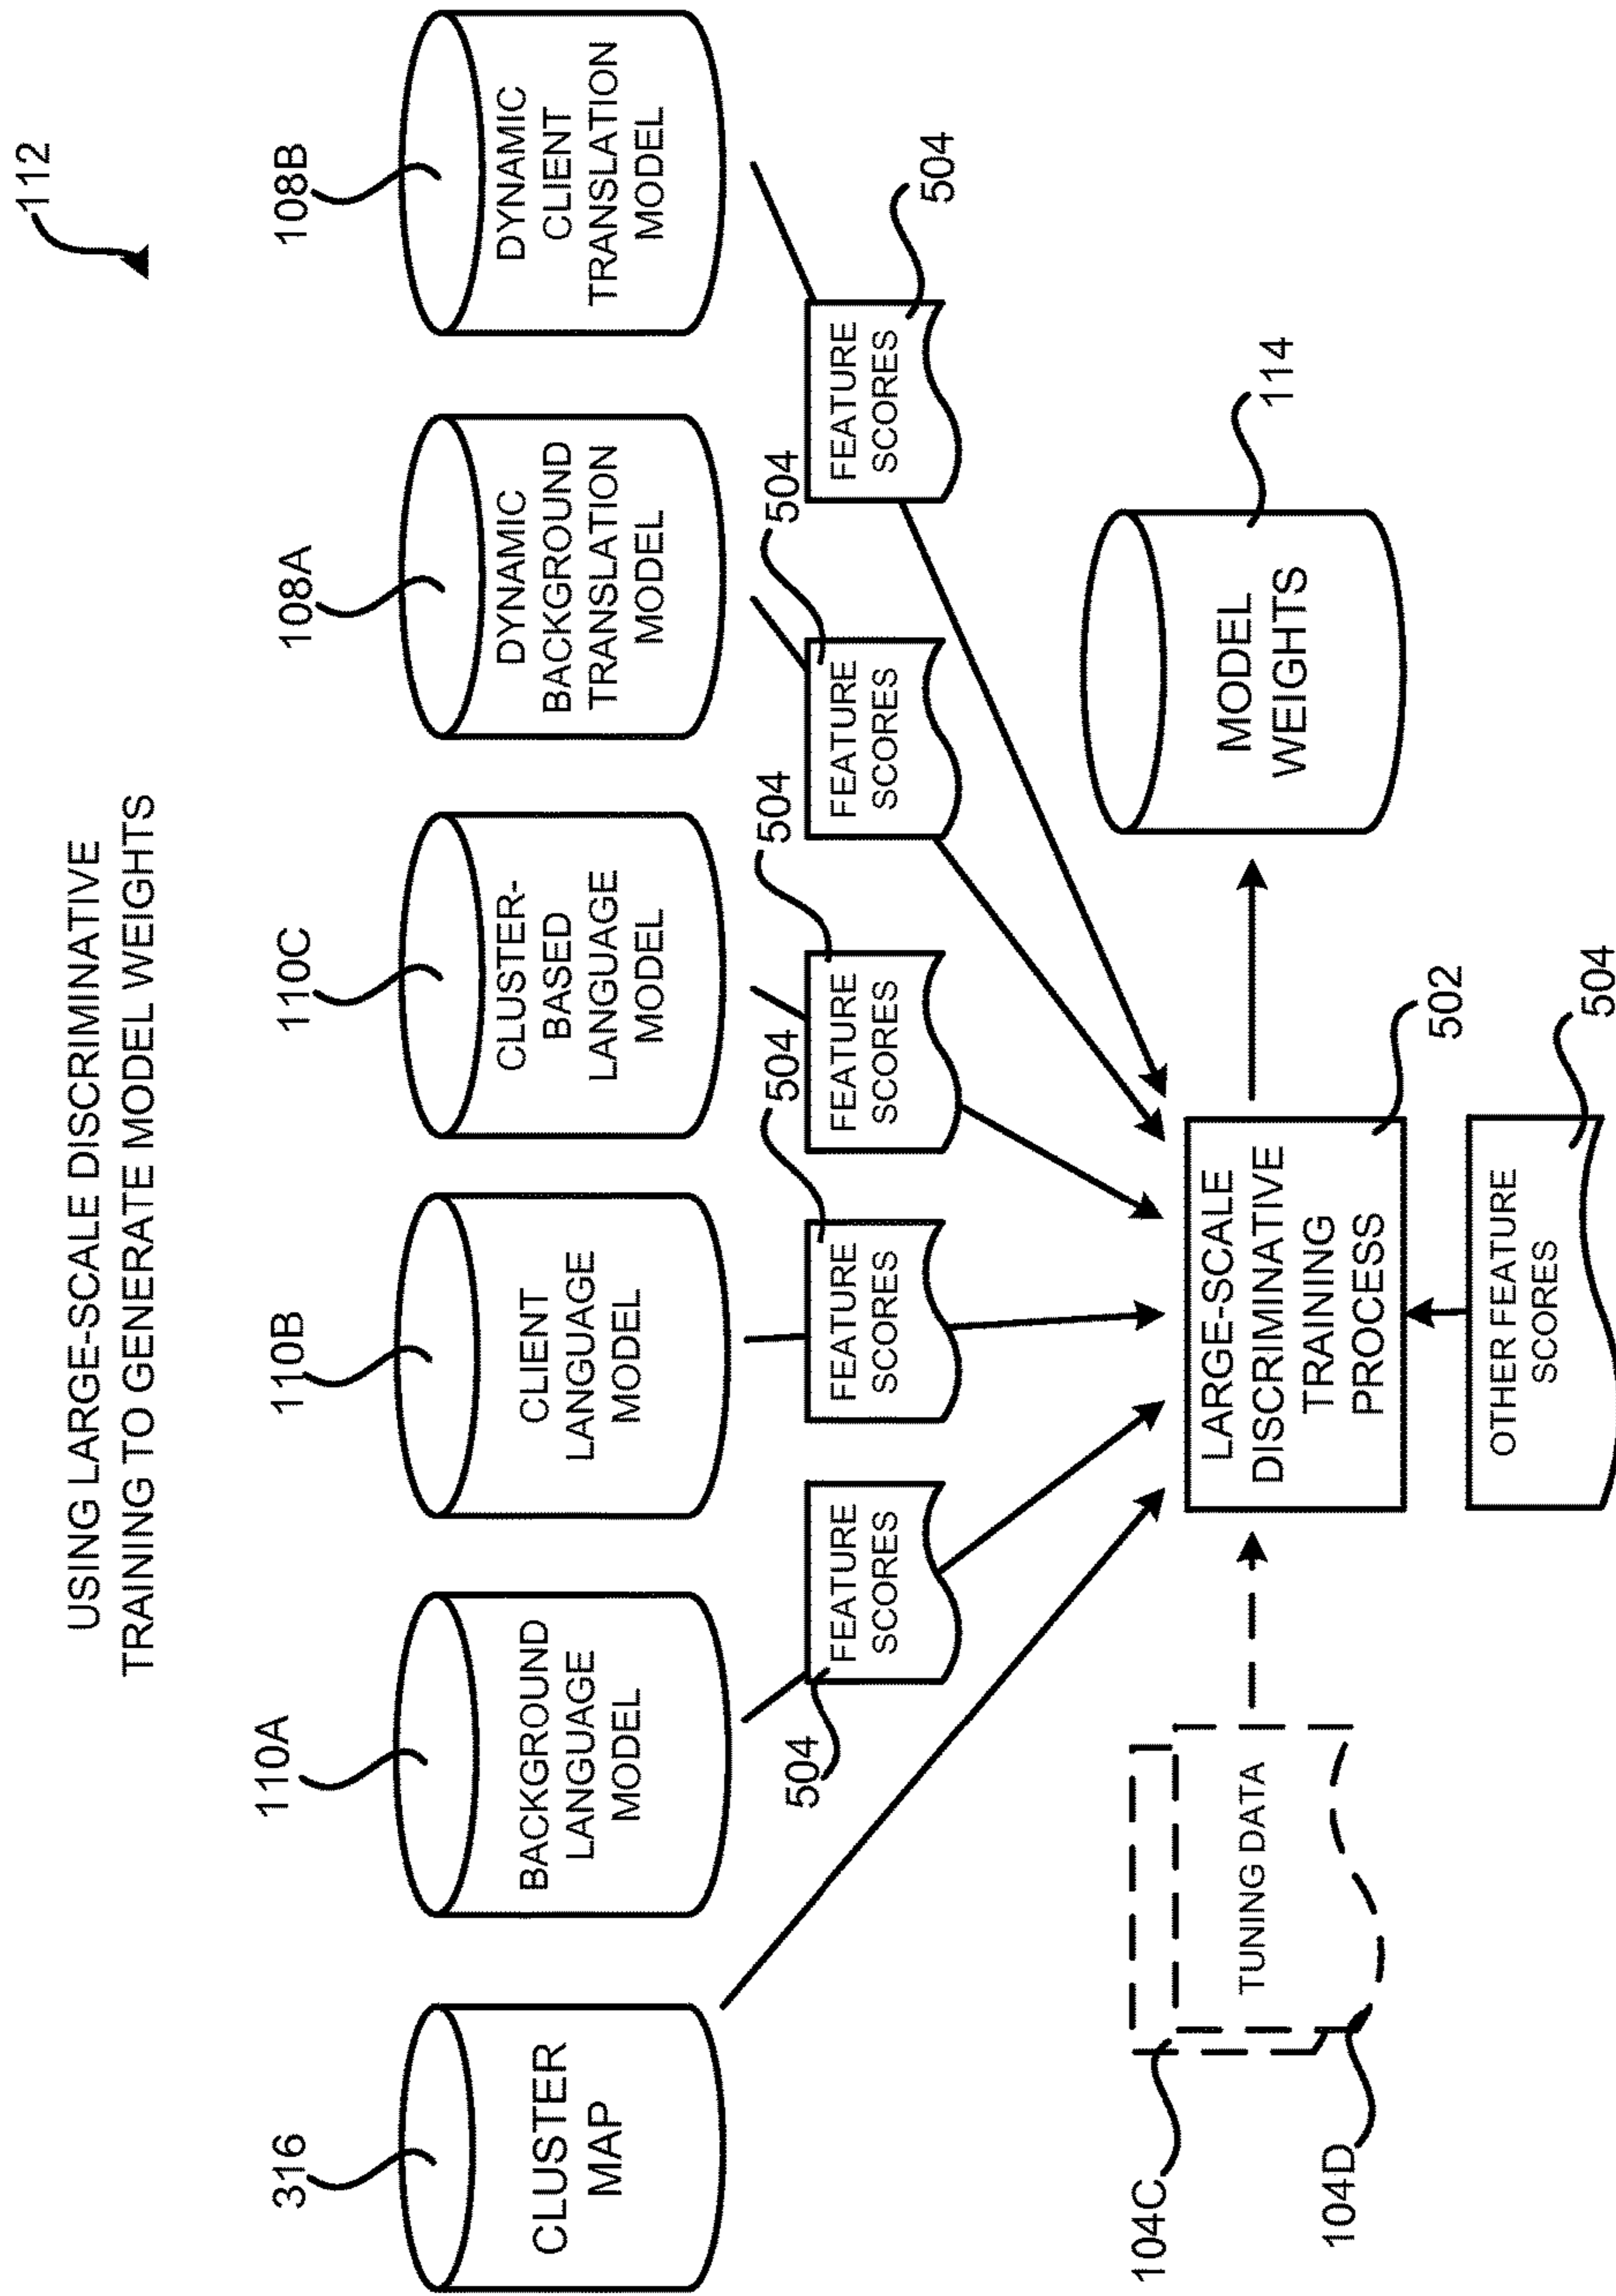 USING LARGE-SCALE DISCRIMINATIVE
TRAINING TO GENERATE MODEL WEIGHTS
112
316
CLUSTER
MAP
110A
BACKGROUND
LANGUAGE
MODEL
110B
CLIENT
LANGUAGE
MODEL
110C
CLUSTER-
BASED
LANGUAGE
MODEL
108A
DYNAMIC
BACKGROUND
TRANSLATION
MODEL
108B
DYNAMIC
CLIENT
TRANSLATION
MODEL
504
FEATURE
SCORES
504
FEATURE
SCORES
504
FEATURE
SCORES
504
FEATURE
SCORES
504
FEATURE
SCORES
104C
104D
TUNING DATA
LARGE-SCALE
DISCRIMINATIVE
TRAINING
PROCESS
502
MODEL
WEIGHTS
114
OTHER FEATURE
SCORES
504